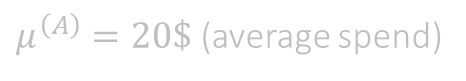 μ^(A) = 20$ (average spend)